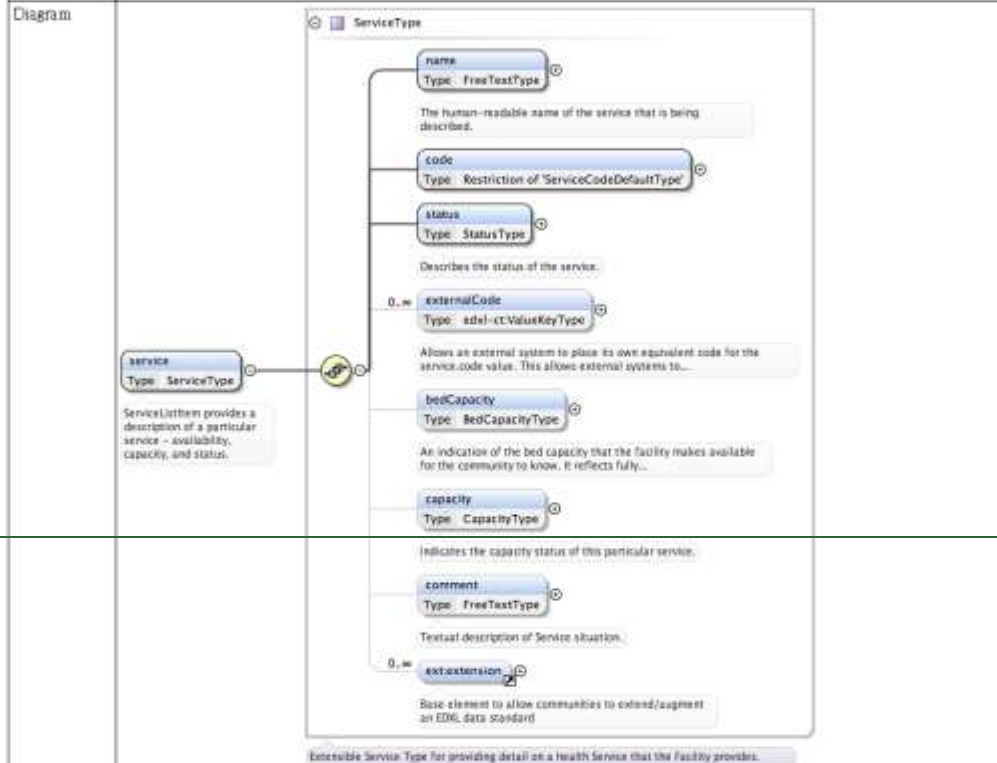 Diagram
ServiceType
name
Type FreeTextType
The human-readable name of the service that is being
described.
code
Type Restriction of 'ServiceCodeDefaultType'
status
Type StatusType
Describes the status of the service.
0..∞ externalCode
Type edxl-ct:ValueKeyType
Allows an external system to place its own equivalent code for the
service.code value. This allows external systems to...
service
Type ServiceType
ServiceListItem provides a
description of a particular
service - availability,
capacity, and status.
bedCapacity
Type BedCapacityType
An indication of the bed capacity that the facility makes available
for the community to know. It reflects fully...
capacity
Type CapacityType
Indicates the capacity status of this particular service.
comment
Type FreeTextType
Textual description of Service situation.
0..∞ ext:extension
Base element to allow communities to extend/augment
an EDXL data standard
Extensible Service Type for providing detail on a Health Service that the Facility provides.